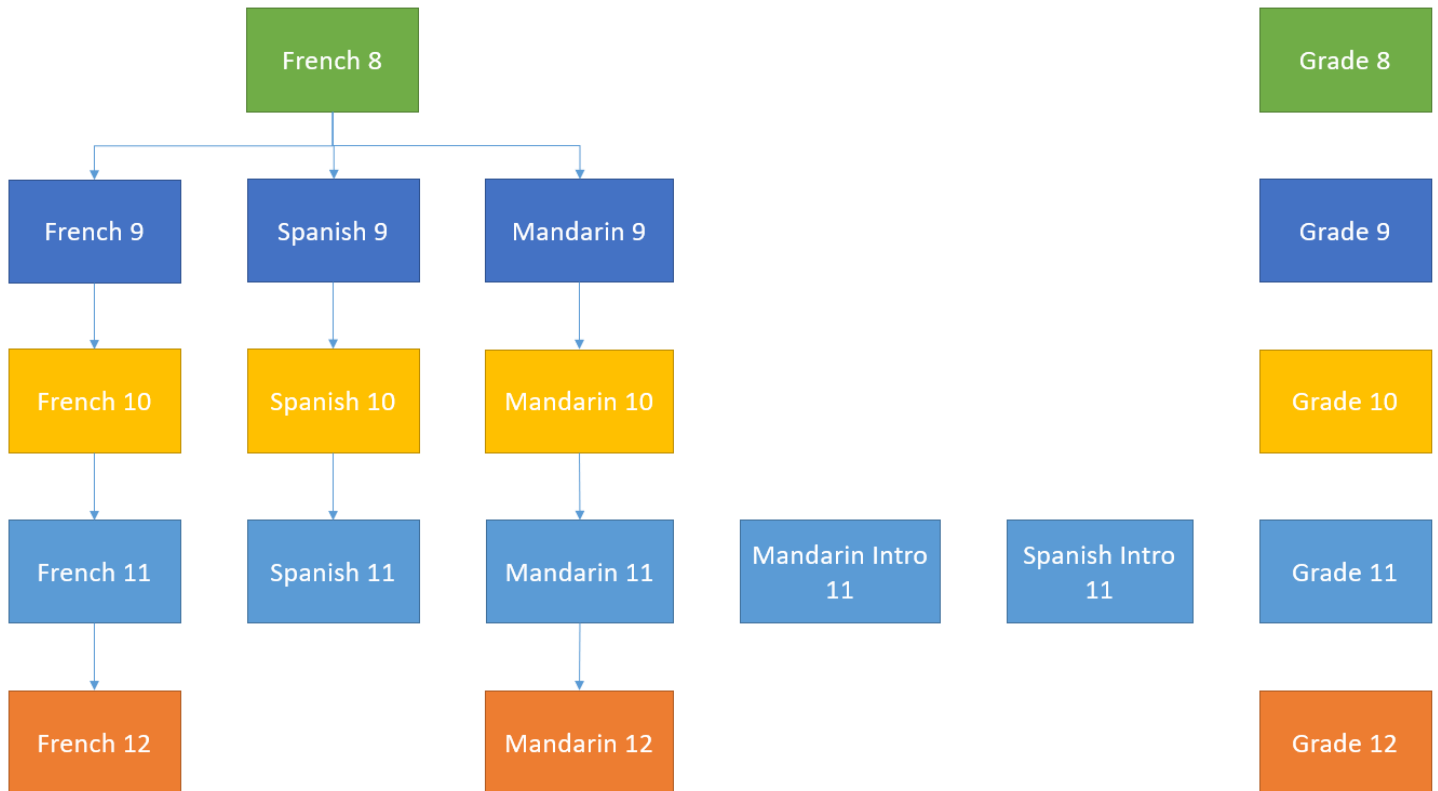 French 8
Grade 8
French 9
Spanish 9
Mandarin 9
Grade 9
French 10
Spanish 10
Mandarin 10
Grade 10
French 11
Spanish 11
Mandarin 11
Mandarin Intro
11
Spanish Intro
11
Grade 11
French 12
Mandarin 12
Grade 12